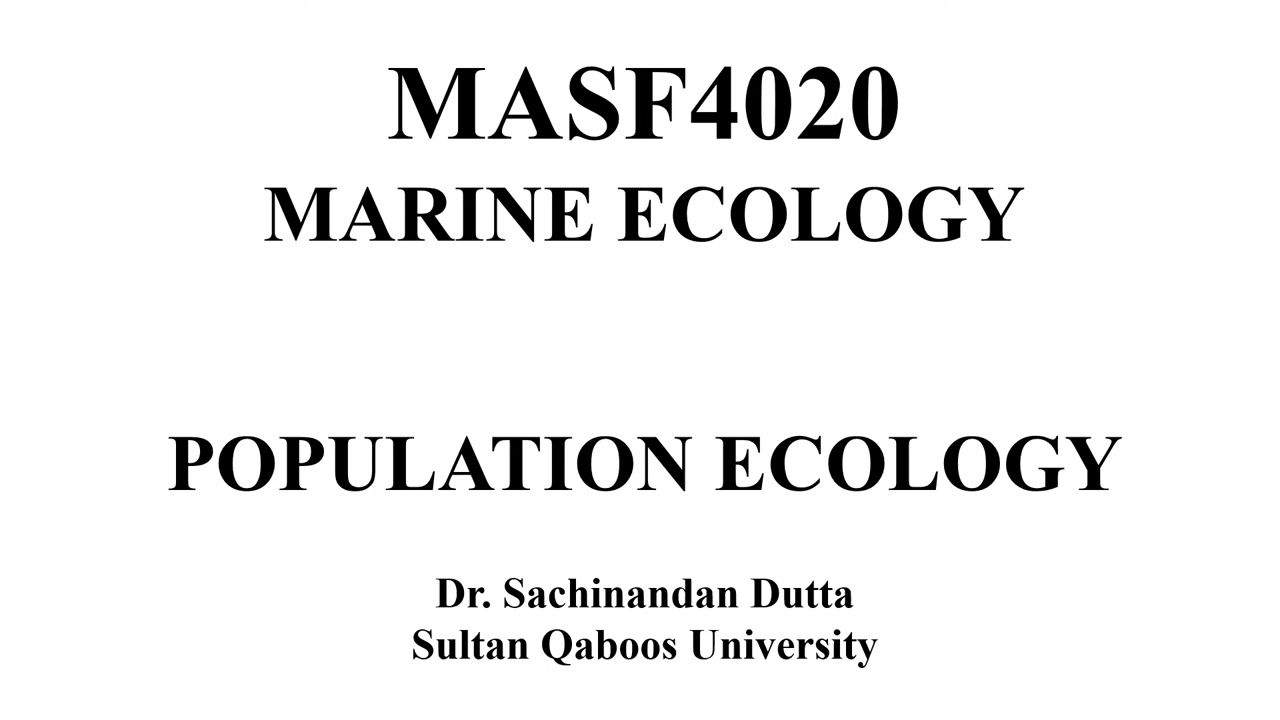 MASF4020
MARINE ECOLOGY
POPULATION ECOLOGY
Dr. Sachinandan Dutta
Sultan Qaboos University